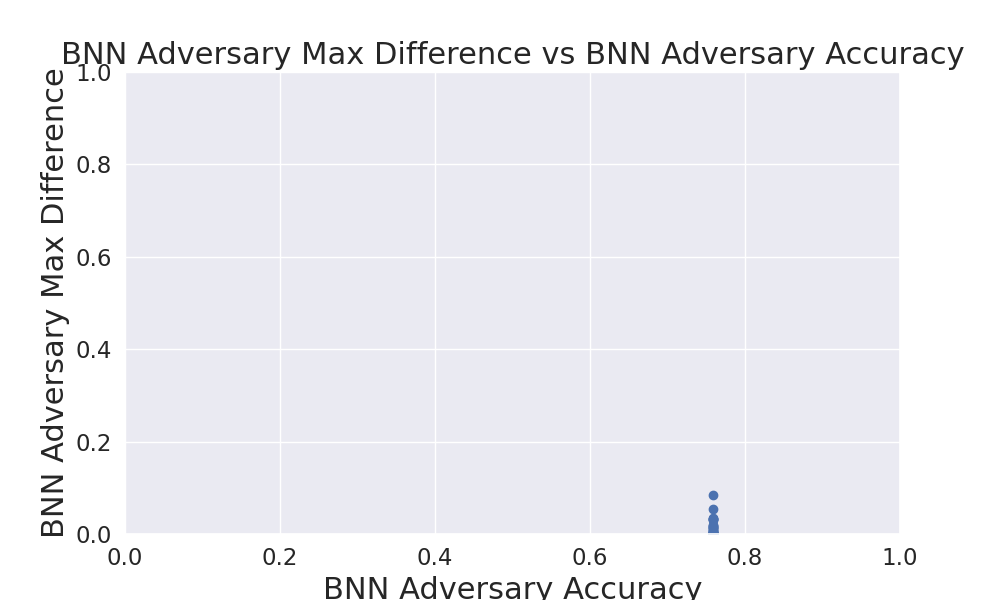 BNN Adversary Max Difference vs BNN Adversary Accuracy
BNN Adversary Max Difference
1.0
0.8
0.6
0.4
0.2
0.0
0.0 0.2 0.4 0.6 0.8 1.0
BNN Adversary Accuracy